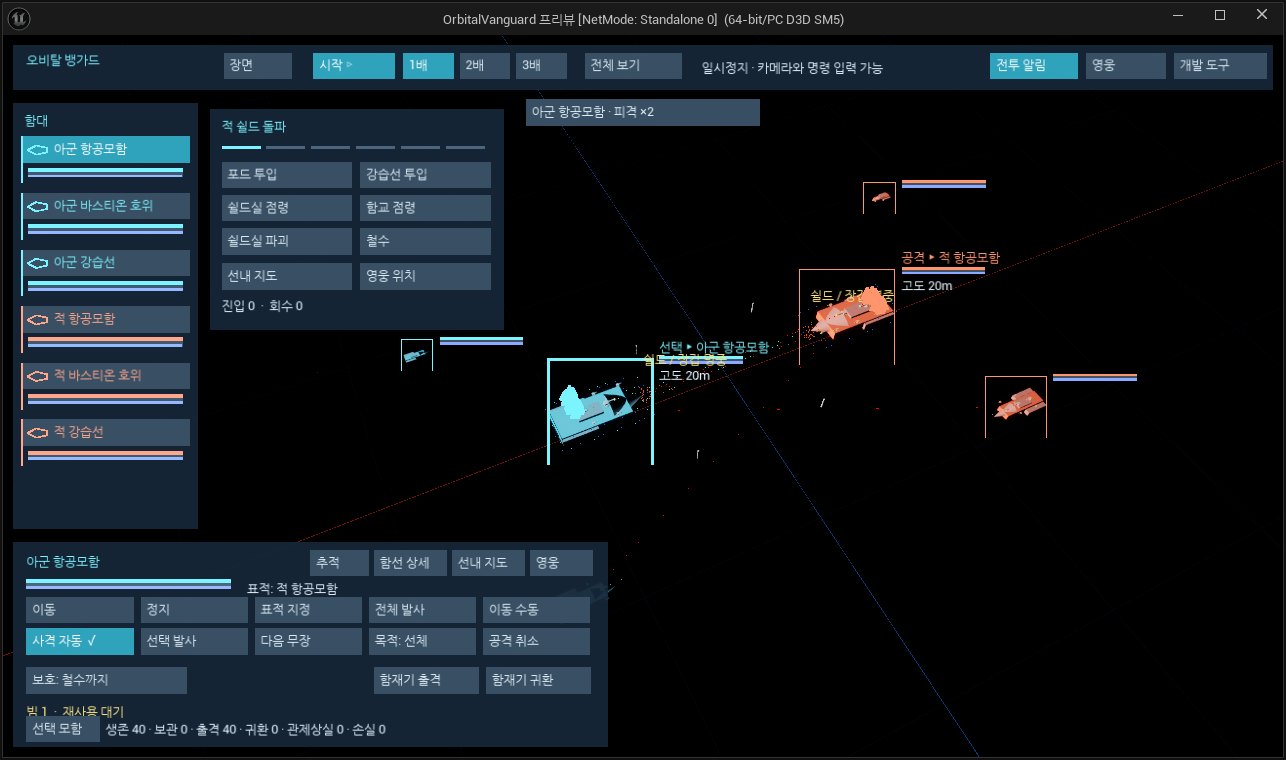 OrbitalVanguard 프리뷰 [NetMode: Standalone 0] (64-bit/PC D3D SM5)
오비탈 뱅가드
장면
시작 ▷
1배
2배
3배
전체 보기
일시정지 · 카메라와 명령 입력 가능
전투 알림
영웅
개발 도구
아군 항공모함 · 피격 ×2
함대
아군 항공모함
아군 바스티온 호위
아군 강습선
적 항공모함
적 바스티온 호위
적 강습선
적 쉴드 돌파
포드 투입
강습선 투입
쉴드실 점령
함교 점령
쉴드실 파괴
철수
선내 지도
영웅 위치
진입 0 · 회수 0
공격 ▶ 적 항공모함
고도 20m
쉴드 / 장갑
선택 ▶ 아군 항공모함
쉴드 / 장갑 명중
고도 20m
아군 항공모함
추적
함선 상세
선내 지도
영웅
표적: 적 항공모함
이동
정지
표적 지정
전체 발사
이동 수동
사격 자동 √
선택 발사
다음 무장
목적: 선체
공격 취소
보호: 철수까지
함재기 출격
함재기 귀환
빔 1 · 재사용 대기
선택 모함
생존 40 · 보관 0 · 출격 40 · 귀환 0 · 관제상실 0 · 손실 0